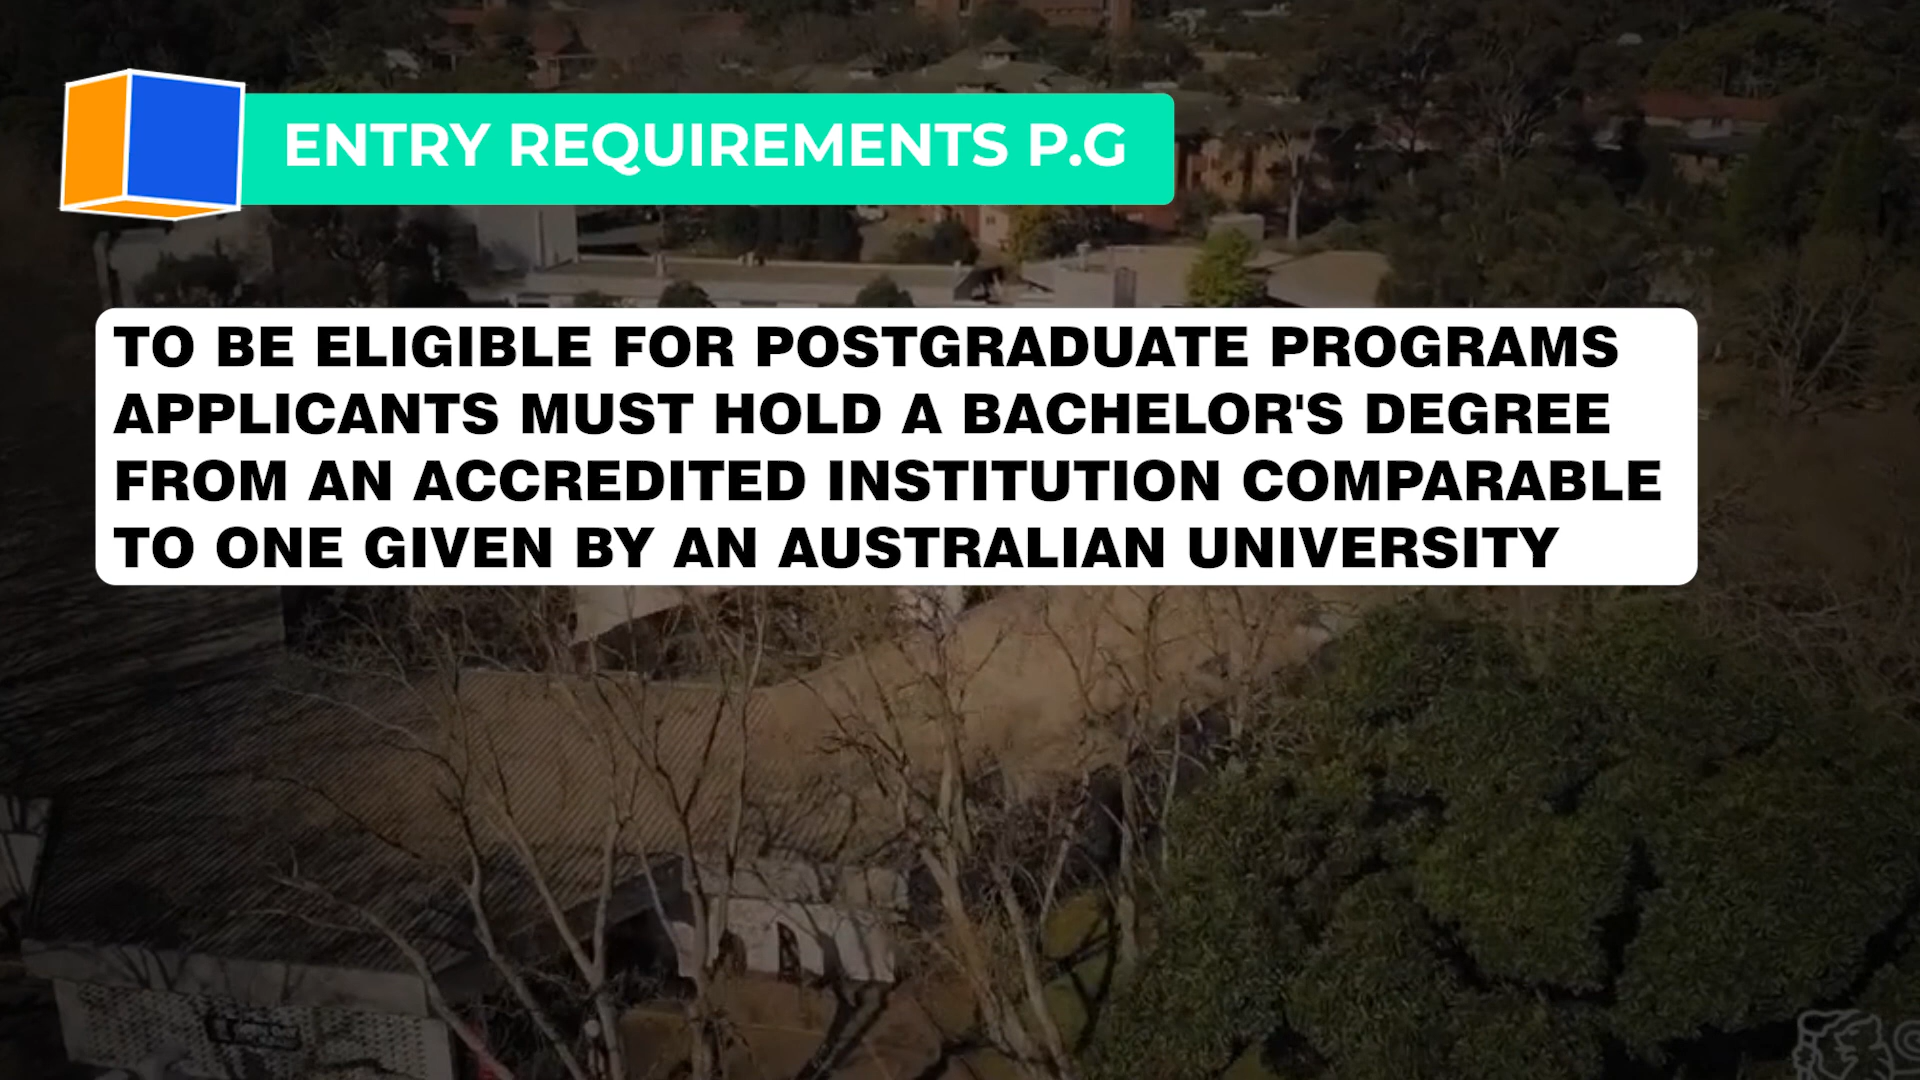 ENTRY REQUIREMENTS P.G
TO BE ELIGIBLE FOR POSTGRADUATE PROGRAMS
APPLICANTS MUST HOLD A BACHELOR'S DEGREE
FROM AN ACCREDITED INSTITUTION COMPARABLE
TO ONE GIVEN BY AN AUSTRALIAN UNIVERSITY